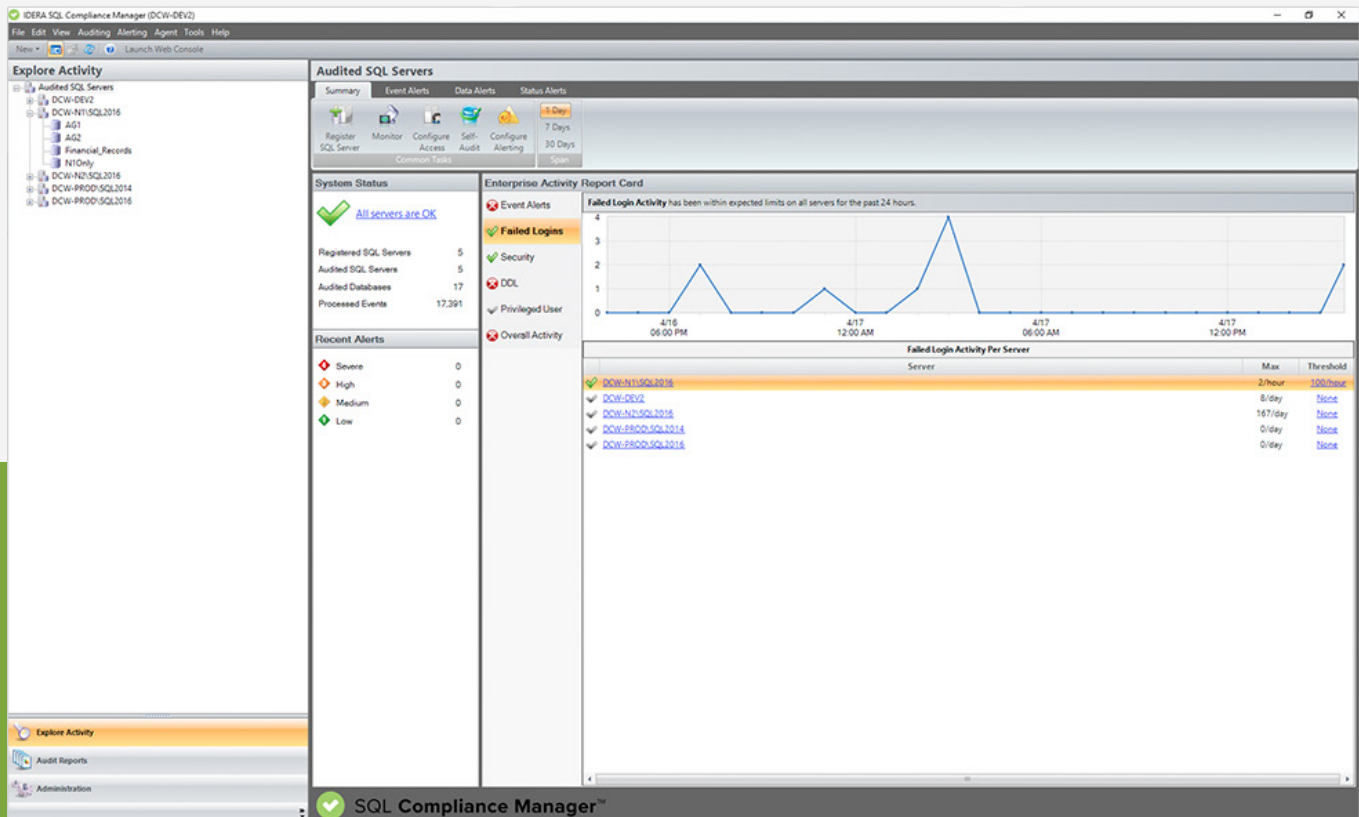 IDERA SQL Compliance Manager (DCW-DEV2)
File Edit View Auditing Alerting Agent Tools Help
New Launch Web Console
Explore Activity
Audited SQL Servers
DCW-DEV2
DCW-N1\SQL2016
AG1
AG2
Financial_Records
N1Only
DCW-N2\SQL2016
DCW-PROD\SQL2014
DCW-PROD\SQL2016
Explore Activity
Audit Reports
Administration
Audited SQL Servers
Summary Event Alerts Data Alerts Status Alerts
Register SQL Server
Monitor
Configure Access
Self-Audit
Configure Alerting
Common Tasks
1 Day
7 Days
30 Days
Span
System Status
All servers are OK
Registered SQL Servers 5
Audited SQL Servers 5
Audited Databases 17
Processed Events 17,391
Recent Alerts
Severe 0
High 0
Medium 0
Low 0
Enterprise Activity Report Card
Event Alerts
Failed Logins
Security
DDL
Privileged User
Overall Activity
Failed Login Activity has been within expected limits on all servers for the past 24 hours.
4
3
2
1
0
4/16 06:00 PM
4/17 12:00 AM
4/17 06:00 AM
4/17 12:00 PM
Failed Login Activity Per Server
Server Max Threshold
DCW-N1\SQL2016 2/hour 100/hour
DCW-DEV2 8/day None
DCW-N2\SQL2016 167/day None
DCW-PROD\SQL2014 0/day None
DCW-PROD\SQL2016 0/day None
SQL Compliance Manager™